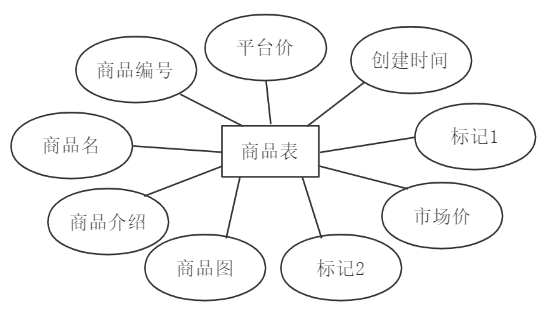 平台价
创建时间
商品编号
标记1
商品名
商品表
市场价
商品介绍
商品图
标记2